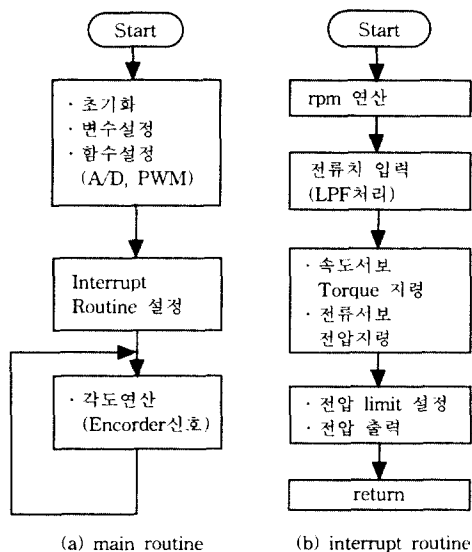 Start
· 초기화
· 변수설정
· 함수설정
(A/D, PWM)
Interrupt
Routine 설정
· 각도연산
(Encorder신호)
(a) main routine
Start
rpm 연산
전류치 입력
(LPF처리)
· 속도서보
Torque 지령
· 전류서보
전압지령
· 전압 limit 설정
· 전압 출력
return
(b) interrupt routine